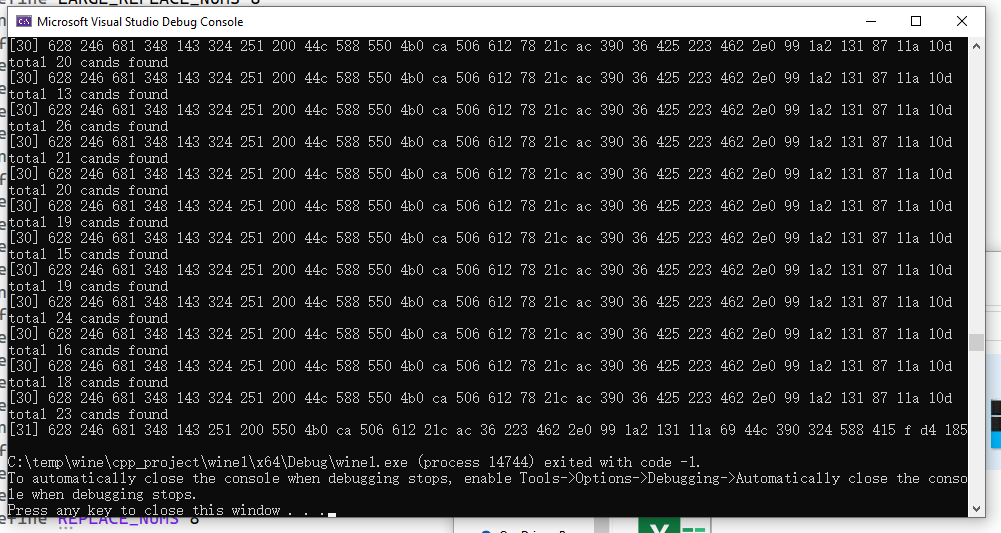 efine LARGE_REPLACE_NUMS 8
Microsoft Visual Studio Debug Console
[30] 628 246 681 348 143 324 251 200 44c 588 550 4b0 ca 506 612 78 21c ac 390 36 425 223 462 2e0 99 1a2 131 87 11a 10d
total 20 cands found
[30] 628 246 681 348 143 324 251 200 44c 588 550 4b0 ca 506 612 78 21c ac 390 36 425 223 462 2e0 99 1a2 131 87 11a 10d
total 13 cands found
[30] 628 246 681 348 143 324 251 200 44c 588 550 4b0 ca 506 612 78 21c ac 390 36 425 223 462 2e0 99 1a2 131 87 11a 10d
total 26 cands found
[30] 628 246 681 348 143 324 251 200 44c 588 550 4b0 ca 506 612 78 21c ac 390 36 425 223 462 2e0 99 1a2 131 87 11a 10d
total 21 cands found
[30] 628 246 681 348 143 324 251 200 44c 588 550 4b0 ca 506 612 78 21c ac 390 36 425 223 462 2e0 99 1a2 131 87 11a 10d
total 20 cands found
[30] 628 246 681 348 143 324 251 200 44c 588 550 4b0 ca 506 612 78 21c ac 390 36 425 223 462 2e0 99 1a2 131 87 11a 10d
total 19 cands found
[30] 628 246 681 348 143 324 251 200 44c 588 550 4b0 ca 506 612 78 21c ac 390 36 425 223 462 2e0 99 1a2 131 87 11a 10d
total 15 cands found
[30] 628 246 681 348 143 324 251 200 44c 588 550 4b0 ca 506 612 78 21c ac 390 36 425 223 462 2e0 99 1a2 131 87 11a 10d
total 19 cands found
[30] 628 246 681 348 143 324 251 200 44c 588 550 4b0 ca 506 612 78 21c ac 390 36 425 223 462 2e0 99 1a2 131 87 11a 10d
total 24 cands found
[30] 628 246 681 348 143 324 251 200 44c 588 550 4b0 ca 506 612 78 21c ac 390 36 425 223 462 2e0 99 1a2 131 87 11a 10d
total 16 cands found
[30] 628 246 681 348 143 324 251 200 44c 588 550 4b0 ca 506 612 78 21c ac 390 36 425 223 462 2e0 99 1a2 131 87 11a 10d
total 18 cands found
[30] 628 246 681 348 143 324 251 200 44c 588 550 4b0 ca 506 612 78 21c ac 390 36 425 223 462 2e0 99 1a2 131 87 11a 10d
total 23 cands found
[31] 628 246 681 348 143 251 200 550 4b0 ca 506 612 21c ac 36 223 462 2e0 99 1a2 131 11a 69 44c 390 324 588 415 f d4 185
C:\temp\wine\cpp_project\wine1\x64\Debug\wine1.exe (process 14744) exited with code -1.
To automatically close the console when debugging stops, enable Tools->Options->Debugging->Automatically close the conso
le when debugging stops.
Press any key to close this window . . .
efine REPLACE_NUMS 8